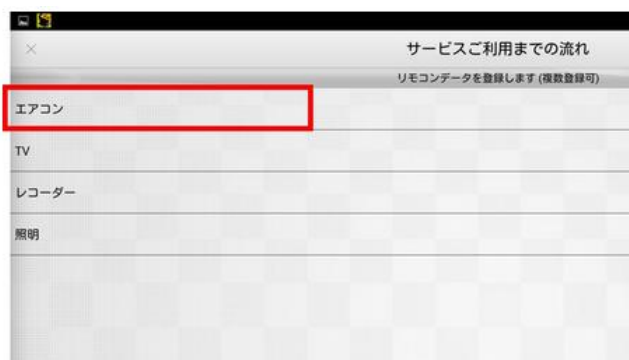 サービスご利用までの流れ
リモコンデータを登録します(複数登録可)
エアコン
TV
レコーダー
照明